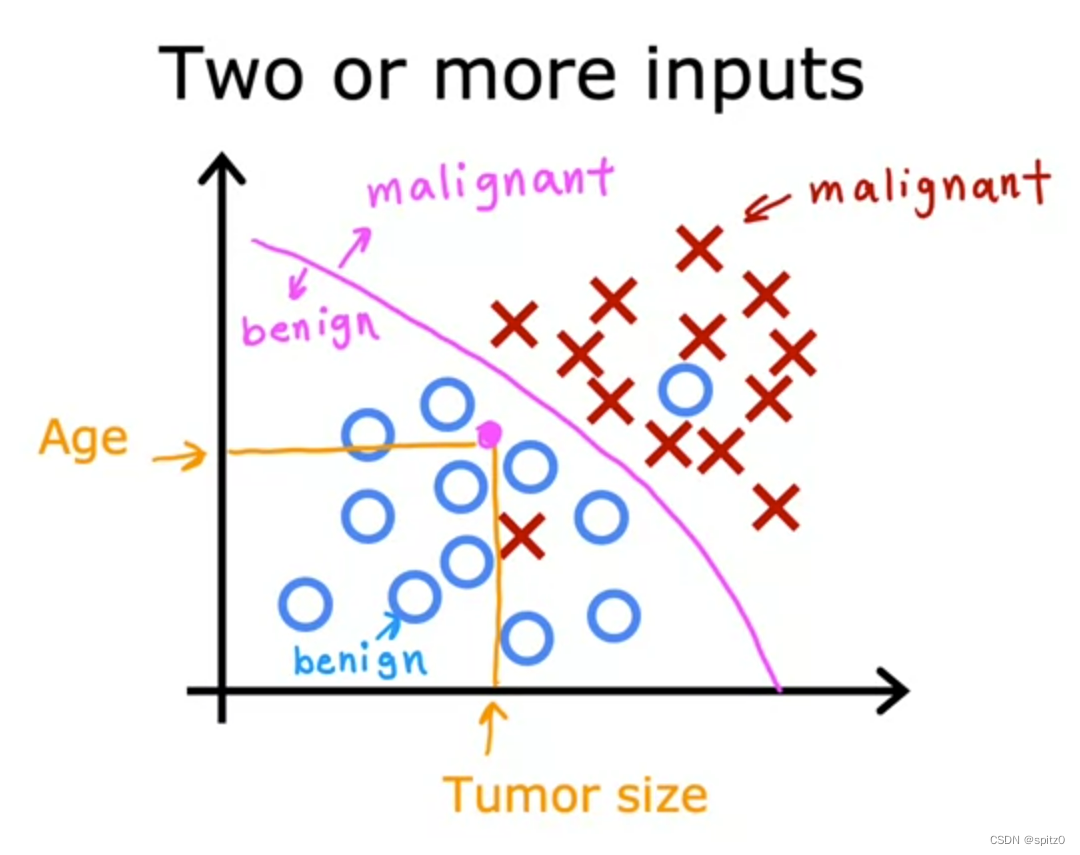 Two or more inputs
malignant
malignant
benign
Age
benign
Tumor size
CSDN @spitz0